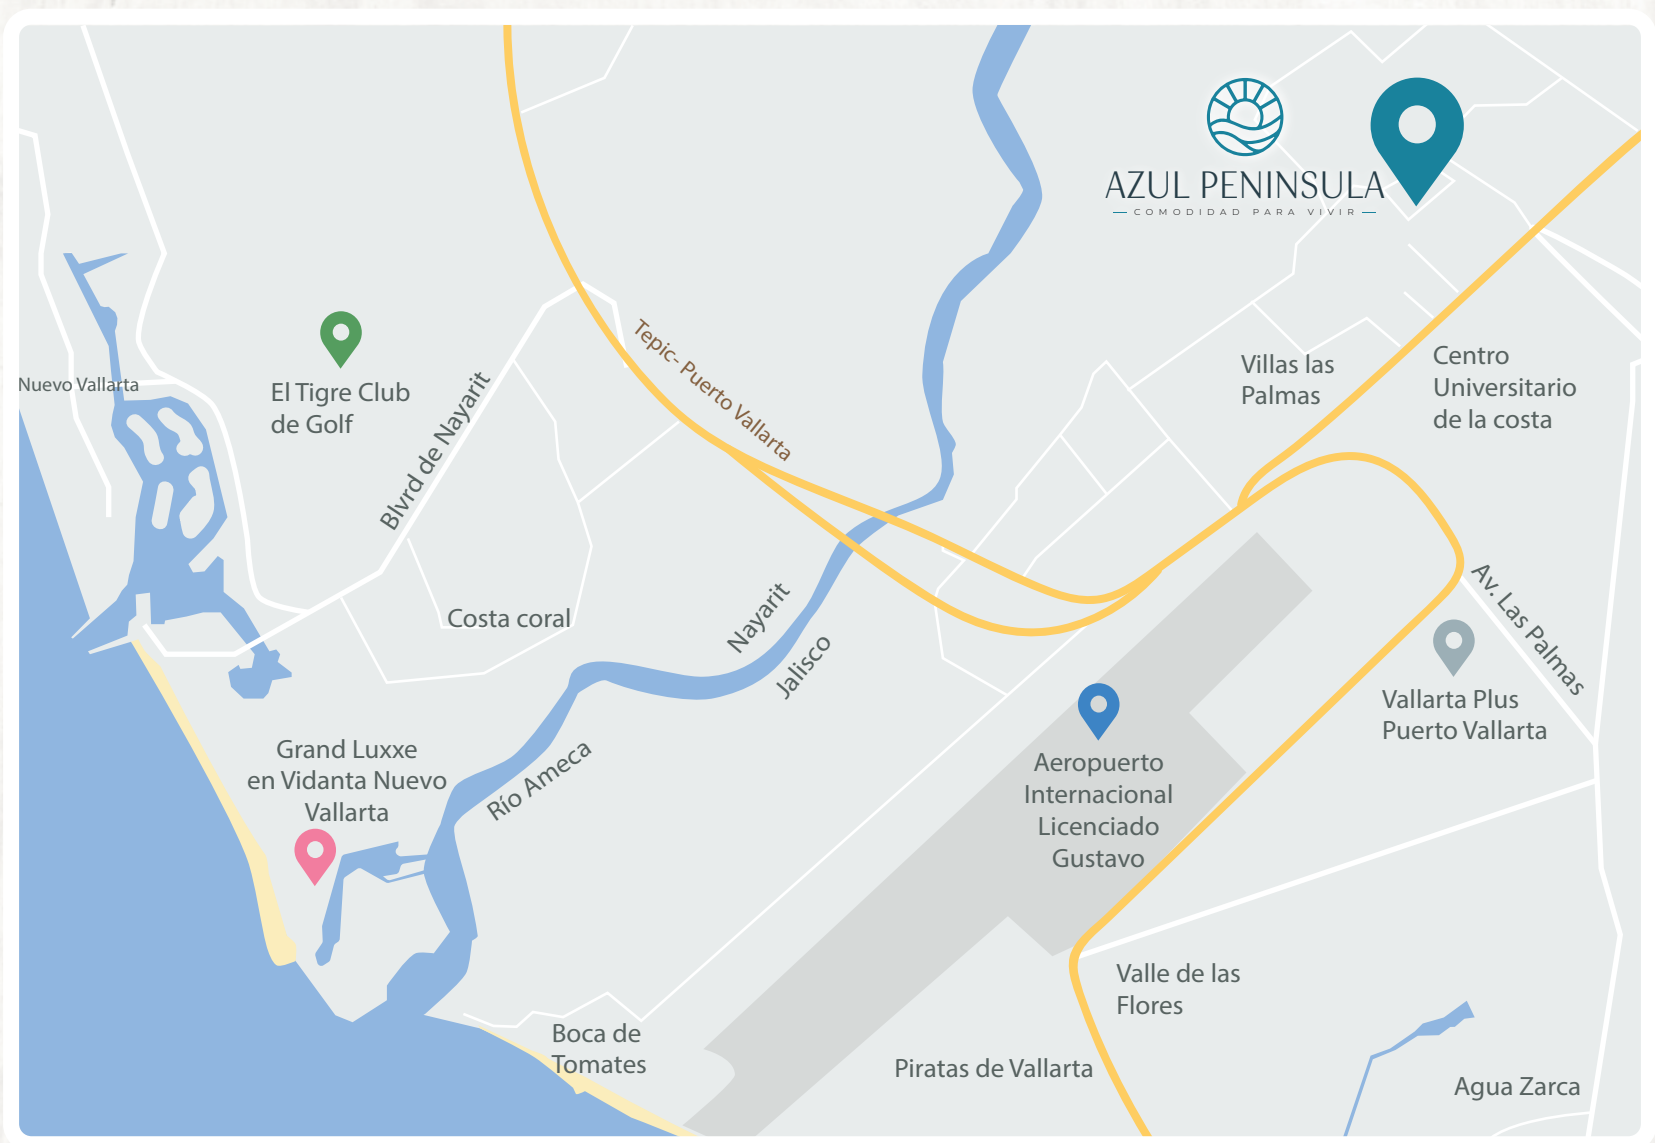 AZUL PENINSULA
COMODIDAD PARA VIVIR
Tepic- Puerto Vallarta
Nuevo Vallarta
El Tigre Club
de Golf
Blvrd de Nayarit
Villas las
Palmas
Centro
Universitario
de la costa
Costa coral
Nayarit
Jalisco
Av. Las Palmas
Vallarta Plus
Puerto Vallarta
Grand Luxxe
en Vidanta Nuevo
Vallarta
Río Ameca
Aeropuerto
Internacional
Licenciado
Gustavo
Valle de las
Flores
Boca de
Tomates
Piratas de Vallarta
Agua Zarca